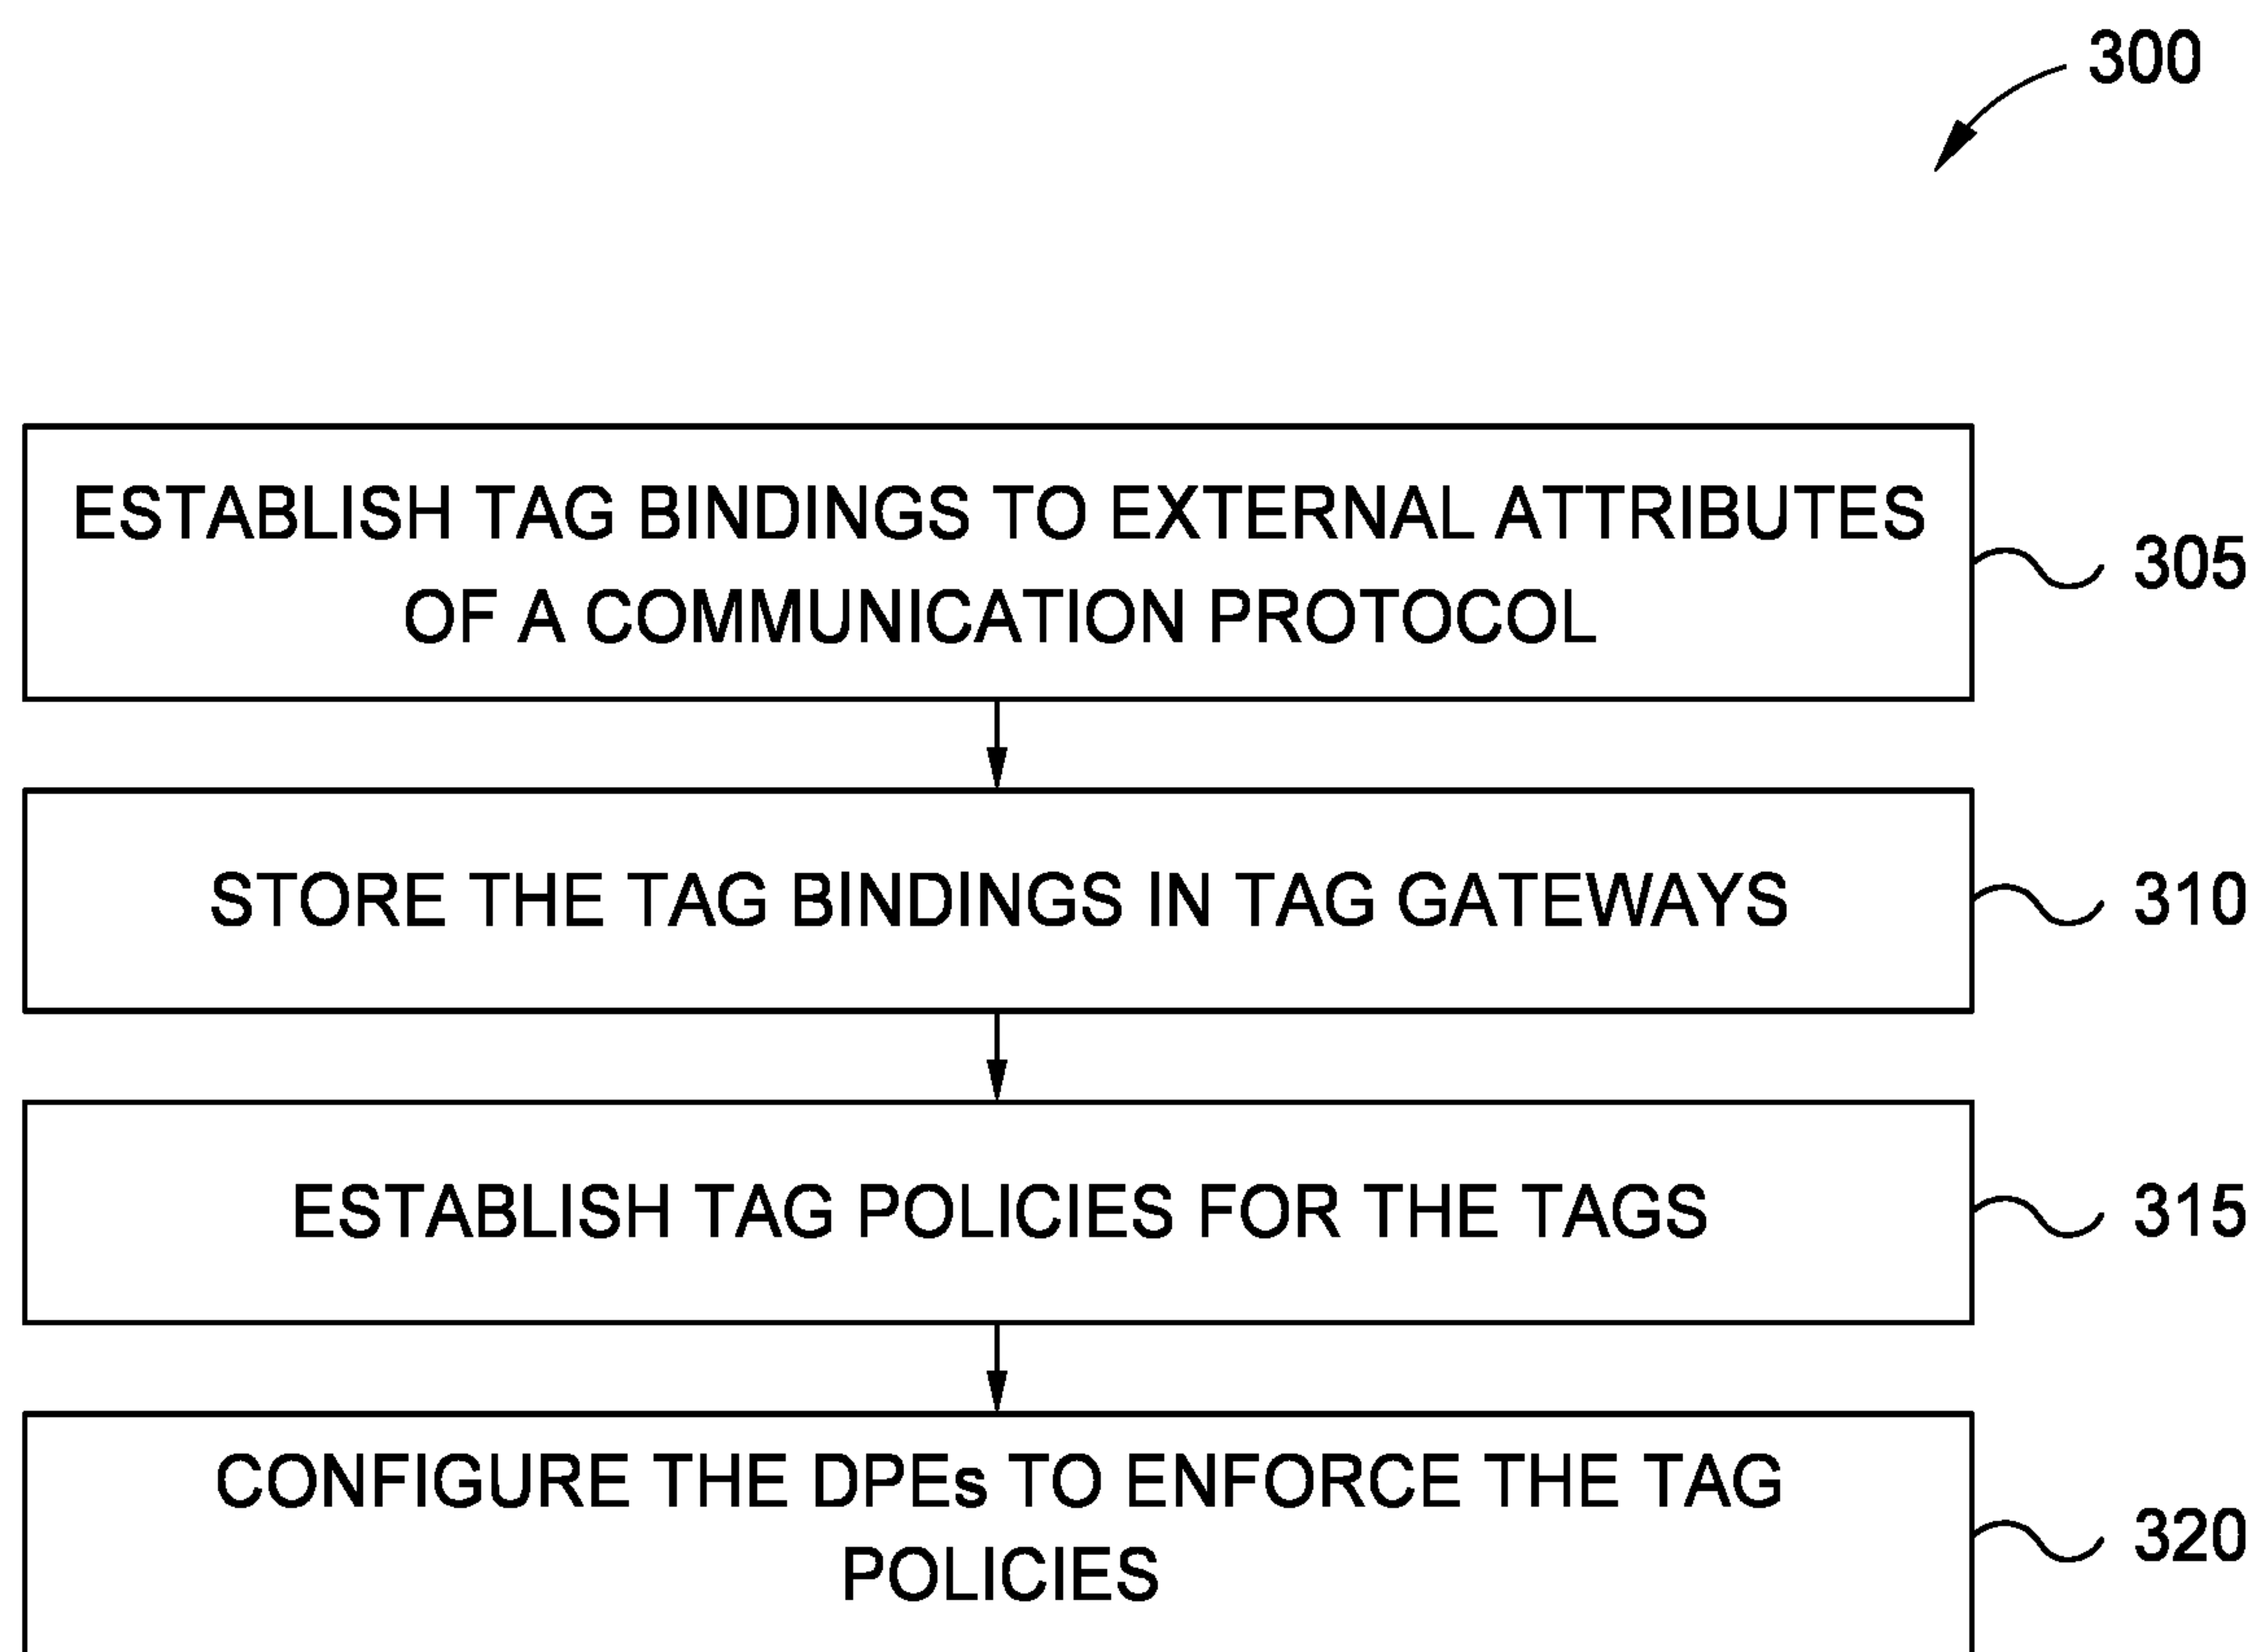 300
ESTABLISH TAG BINDINGS TO EXTERNAL ATTRIBUTES
OF A COMMUNICATION PROTOCOL
305
STORE THE TAG BINDINGS IN TAG GATEWAYS
310
ESTABLISH TAG POLICIES FOR THE TAGS
315
CONFIGURE THE DPEs TO ENFORCE THE TAG
POLICIES
320